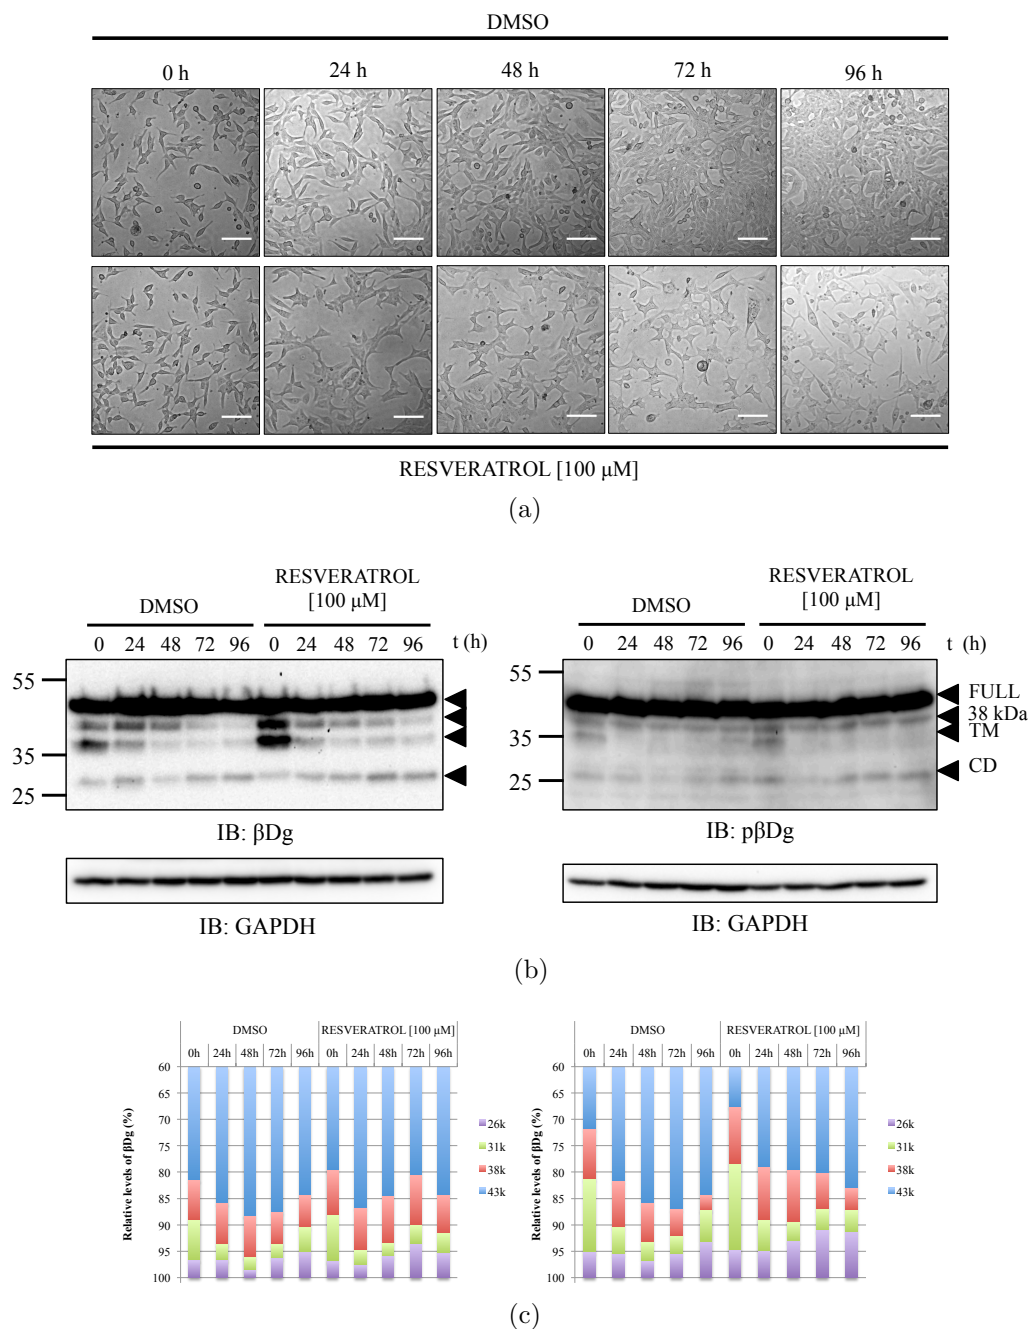 DMSO
0 h 24 h 48 h 72 h 96 h
RESVERATROL [100 μM]
(a)
RESVERATROL
[100 μM]
DMSO
0 24 48 72 96 0 24 48 72 96 t (h)
55
35
25
IB: βDg
IB: GAPDH
RESVERATROL
[100 μM]
DMSO
0 24 48 72 96 0 24 48 72 96 t (h)
55
35
25
FULL
38 kDa
TM
CD
IB: pβDg
IB: GAPDH
(b)
DMSO RESVERATROL [100 μM]
0h 24h 48h 72h 96h 0h 24h 48h 72h 96h
Relative levels of βDg (%)
60
65
70
75
80
85
90
95
100
26k
31k
38k
43k
DMSO RESVERATROL [100 μM]
0h 24h 48h 72h 96h 0h 24h 48h 72h 96h
Relative levels of βDg (%)
60
65
70
75
80
85
90
95
100
26k
31k
38k
43k
(c)